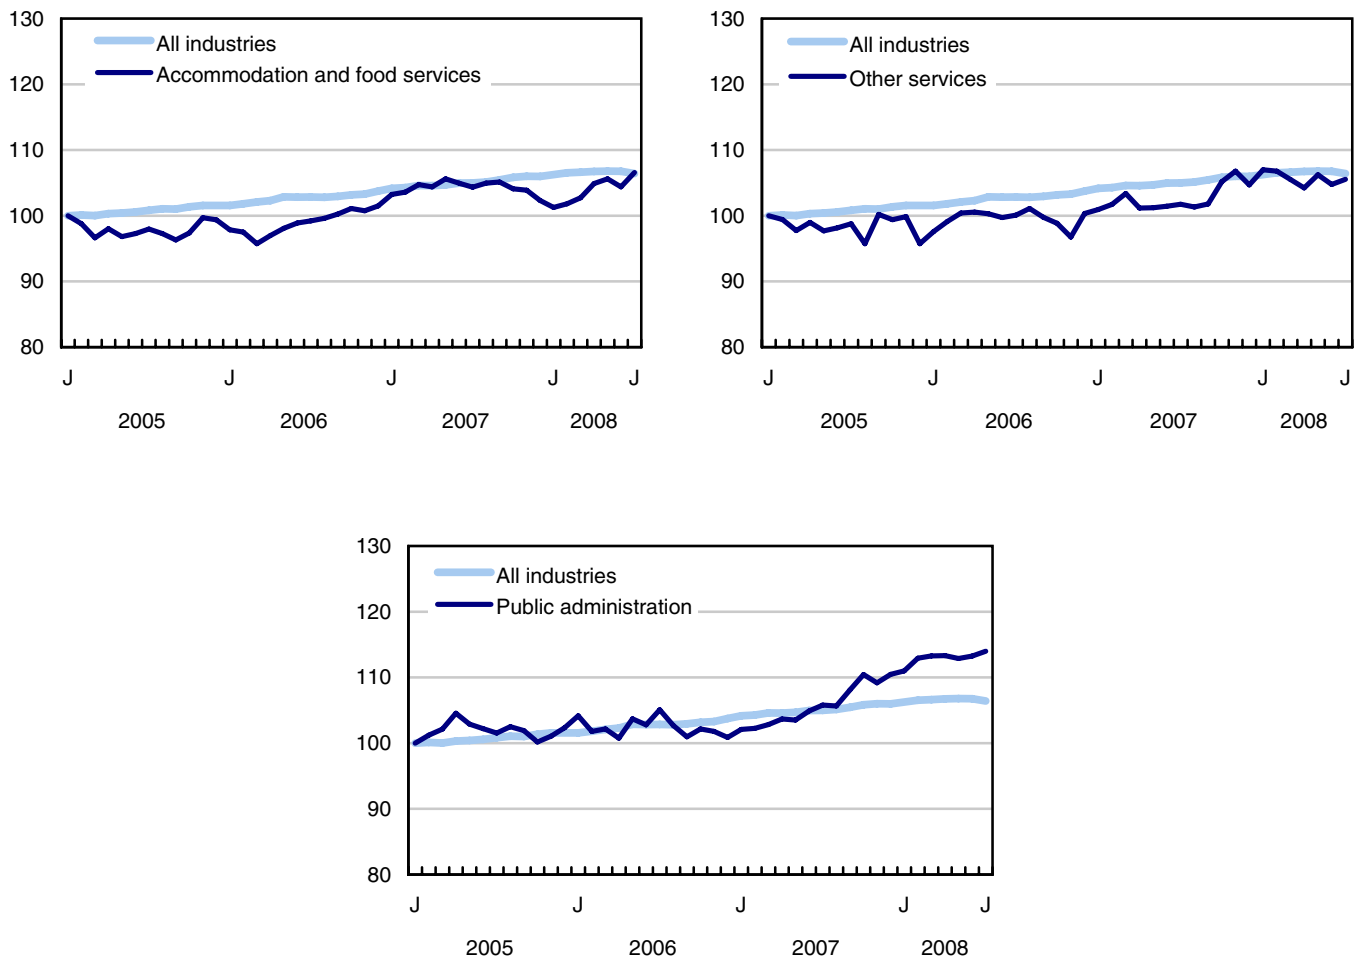 130
All industries
Accommodation and food services
120
110
100
90
80
J J J J J
2005 2006 2007 2008
130
All industries
Other services
120
110
100
90
80
J J J J J
2005 2006 2007 2008
130
All industries
Public administration
120
110
100
90
80
J J J J J
2005 2006 2007 2008